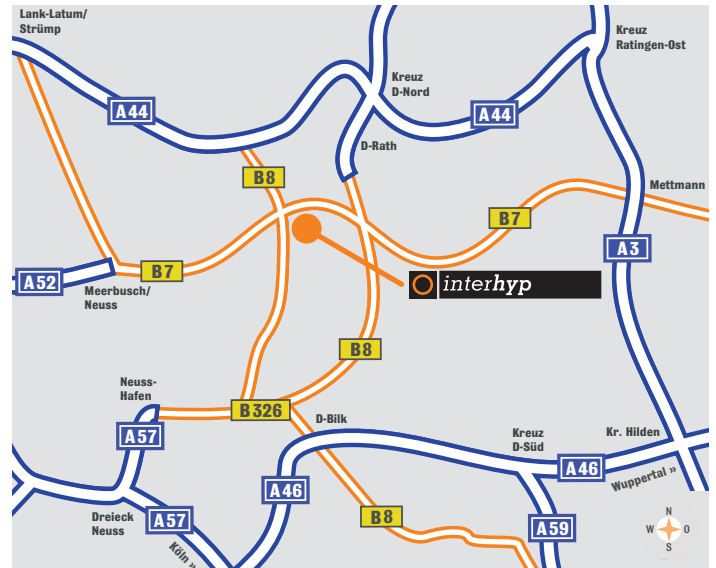 Lank-Latum/
Strümp
Kreuz
Ratingen-Ost
Kreuz
D-Nord
A44
A44
D-Rath
B8
Mettmann
B7
A3
B7
A52
Meerbusch/
Neuss
interhyp
B8
Neuss-
Hafen
B326
D-Bilk
A57
Kreuz
D-Süd
Kr. Hilden
A46
Wuppertal »
A46
Dreieck
Neuss
A57
B8
A59
Köln »
N
W
O
S